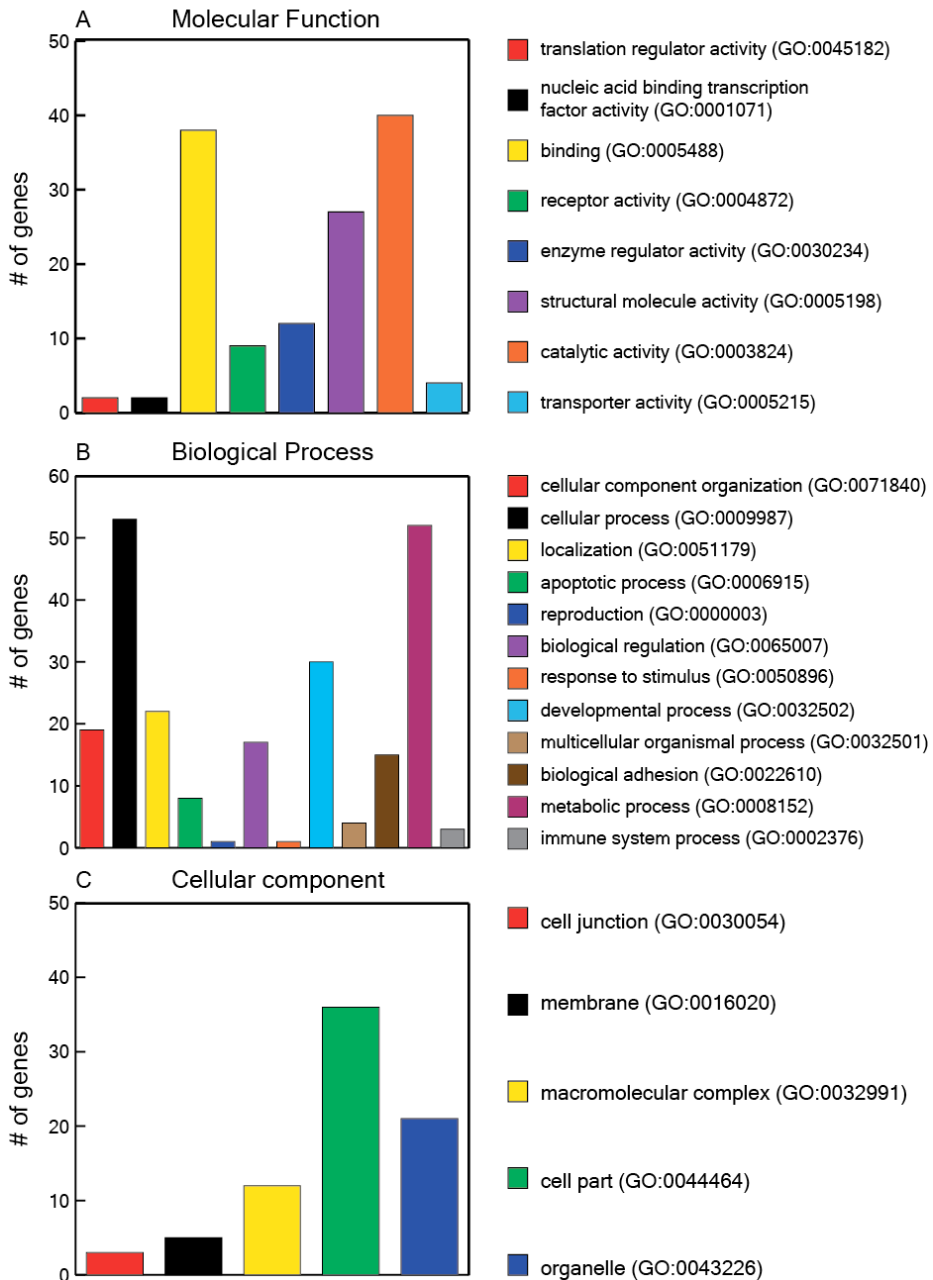 A
Molecular Function
50
40
30
20
10
0
# of genes
translation regulator activity (GO:0045182)
nucleic acid binding transcription
factor activity (GO:0001071)
binding (GO:0005488)
receptor activity (GO:0004872)
enzyme regulator activity (GO:0030234)
structural molecule activity (GO:0005198)
catalytic activity (GO:0003824)
transporter activity (GO:0005215)
B
Biological Process
60
50
40
30
20
10
0
# of genes
cellular component organization (GO:0071840)
cellular process (GO:0009987)
localization (GO:0051179)
apoptotic process (GO:0006915)
reproduction (GO:0000003)
biological regulation (GO:0065007)
response to stimulus (GO:0050896)
developmental process (GO:0032502)
multicellular organismal process (GO:0032501)
biological adhesion (GO:0022610)
metabolic process (GO:0008152)
immune system process (GO:0002376)
C
Cellular component
50
40
30
20
10
0
# of genes
cell junction (GO:0030054)
membrane (GO:0016020)
macromolecular complex (GO:0032991)
cell part (GO:0044464)
organelle (GO:0043226)